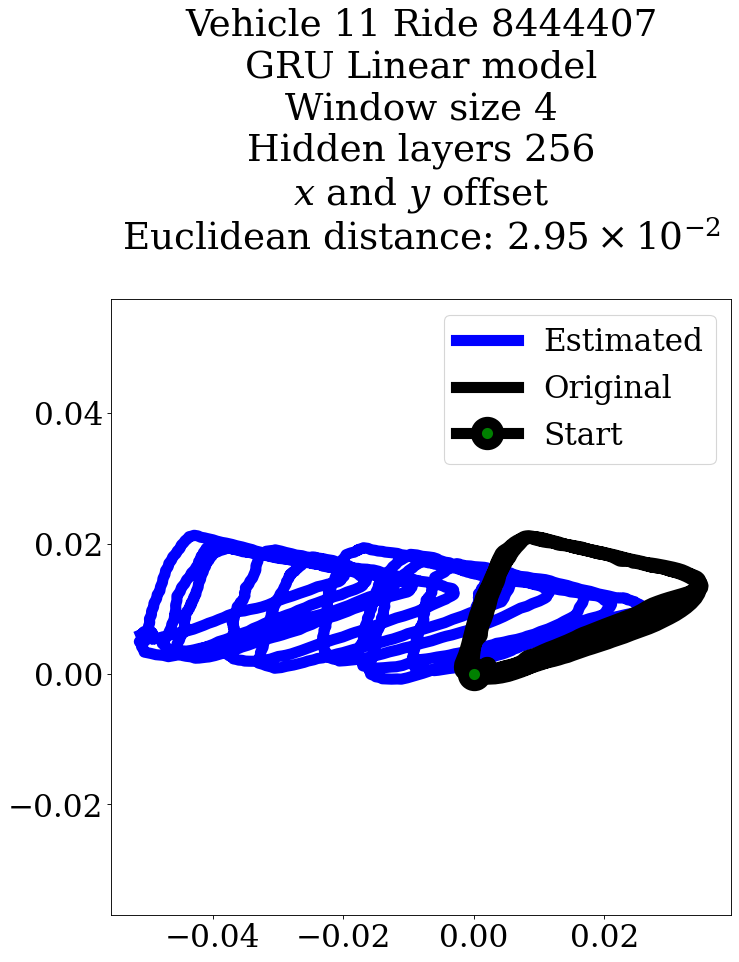 Vehicle 11 Ride 8444407
GRU Linear model
Window size 4
Hidden layers 256
x and y offset
Euclidean distance: 2.95 × 10⁻²
Estimated
Original
Start
0.04
0.02
0.00
−0.02
−0.04 −0.02 0.00 0.02